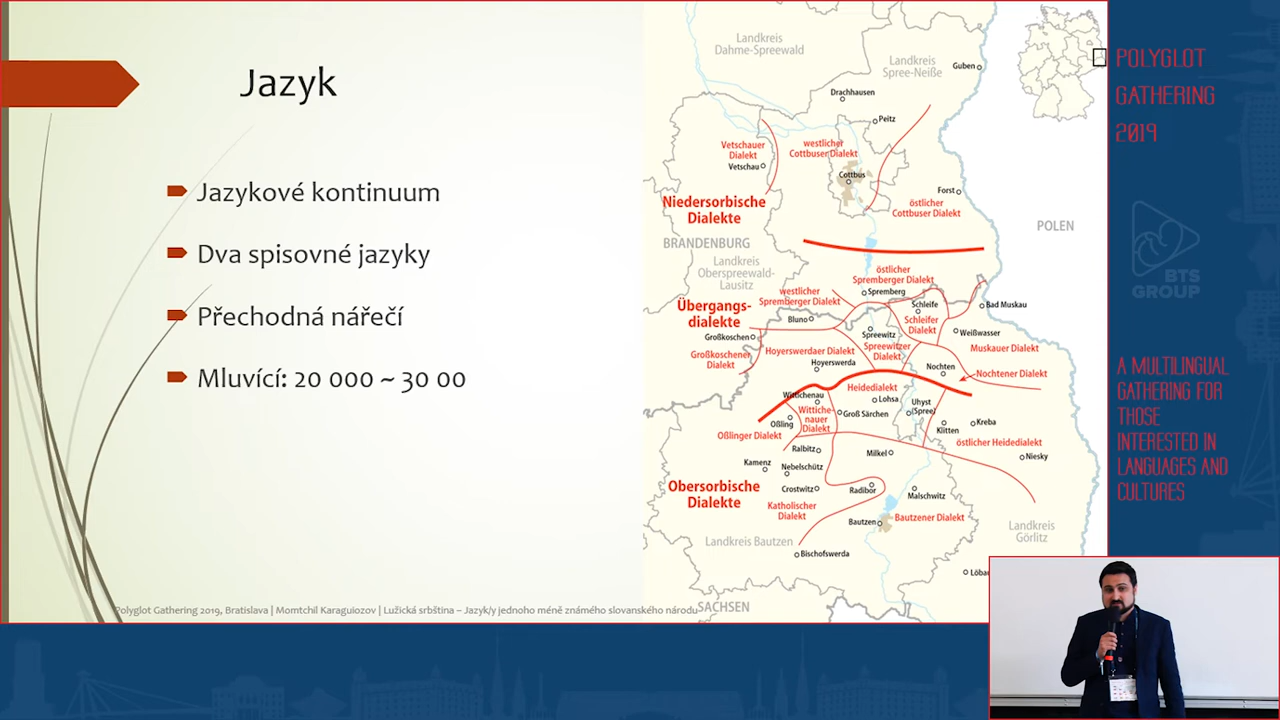 Jazyk
Jazykové kontinuum
Dva spisovné jazyky
Přechodná nářečí
Mluvící: 20 000 ~ 30 00
Landkreis
Dahme-Spreewald
Landkreis
Spree-Neiße
Guben
Drachhausen
Peitz
Vetschauer
Dialekt
Vetschau
westlicher
Cottbuser Dialekt
Cottbus
Forst
Niedersorbische
Dialekte
östlicher
Cottbuser Dialekt
POLEN
BRANDENBURG
Landkreis
Oberspreewald-
Lausitz
östlicher
Spremberger Dialekt
westlicher
Spremberger Dialekt
Spremberg
Schleife
Bad Muskau
Übergangs-
dialekte
Bluno
Schleifer
Dialekt
Großkoschen
Spreewitz
Weißwasser
Großkoschener
Dialekt
Hoyerswerdaer Dialekt
Hoyerswerda
Spreewitzer
Dialekt
Muskauer Dialekt
Nochten
Nochtener Dialekt
Heidedialekt
Wittichenau
Lohsa
Uhyst
(Spree)
Wittiche-
nauer
Dialekt
Groß Särchen
Oßling
Klitten
Kreba
Oßlinger Dialekt
östlicher Heidedialekt
Ralbitz
Milkel
Niesky
Kamenz
Nebelschütz
Obersorbische
Dialekte
Crostwitz
Radibor
Malschwitz
Katholischer
Dialekt
Bautzen
Bautzener Dialekt
Landkreis Bautzen
Landkreis
Görlitz
Bischofswerda
Löba
SACHSEN
Polyglot Gathering 2019, Bratislava | Momtchil Karaguiozov | Lužická srbština – Jazyk/y jednoho méně známého slovanského národu
POLYGLOT
GATHERING
2019
BTS
GROUP
A MULTILINGUAL
GATHERING FOR
THOSE
INTERESTED IN
LANGUAGES AND
CULTURES